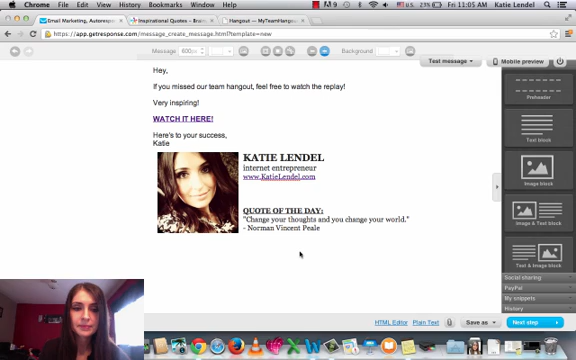 Chrome File Edit View History Bookmarks Window Help
23% Fri 11:05 AM Katie Lendel
Email Marketing, Autorespo
Inspirational Quotes - Brain
Hangout - MyTeamHangou
https://app.getresponse.com/message_create_message.html?template=new
Message 600px
Background:
Test message
Mobile preview
Hey,
If you missed our team hangout, feel free to watch the replay!
Very inspiring!
WATCH IT HERE!
Here's to your success,
Katie
KATIE LENDEL
internet entrepreneur
www.KatieLendel.com
QUOTE OF THE DAY:
"Change your thoughts and you change your world."
- Norman Vincent Peale
Preheader
Text block
Image block
Image & Text block
Text & Image block
Social sharing
PayPal
My snippets
History
HTML Editor Plain Text Save as Next step